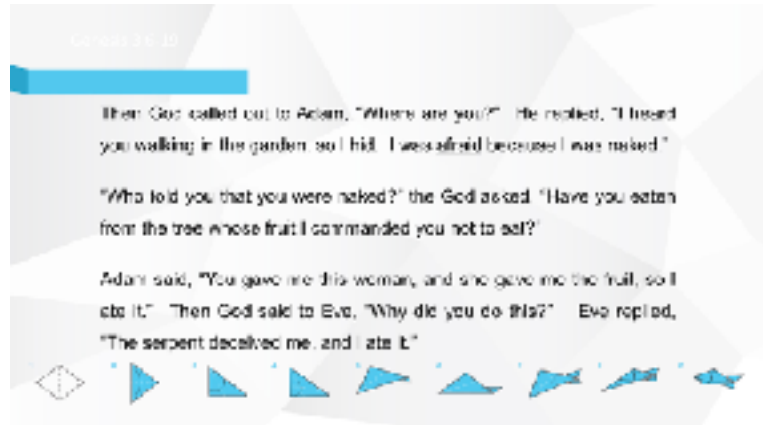 Genesis 3:6-19
Then God called out to Adam, "Where are you?" He replied, "I heard
you walking in the garden, so I hid. I was afraid because I was naked."
"Who told you that you were naked?" the God asked. "Have you eaten
from the tree whose fruit I commanded you not to eat?"
Adam said, "You gave me this woman, and she gave me the fruit, so I
ate it." Then God said to Eve, "Why did you do this?" Eve replied,
"The serpent deceived me, and I ate it."